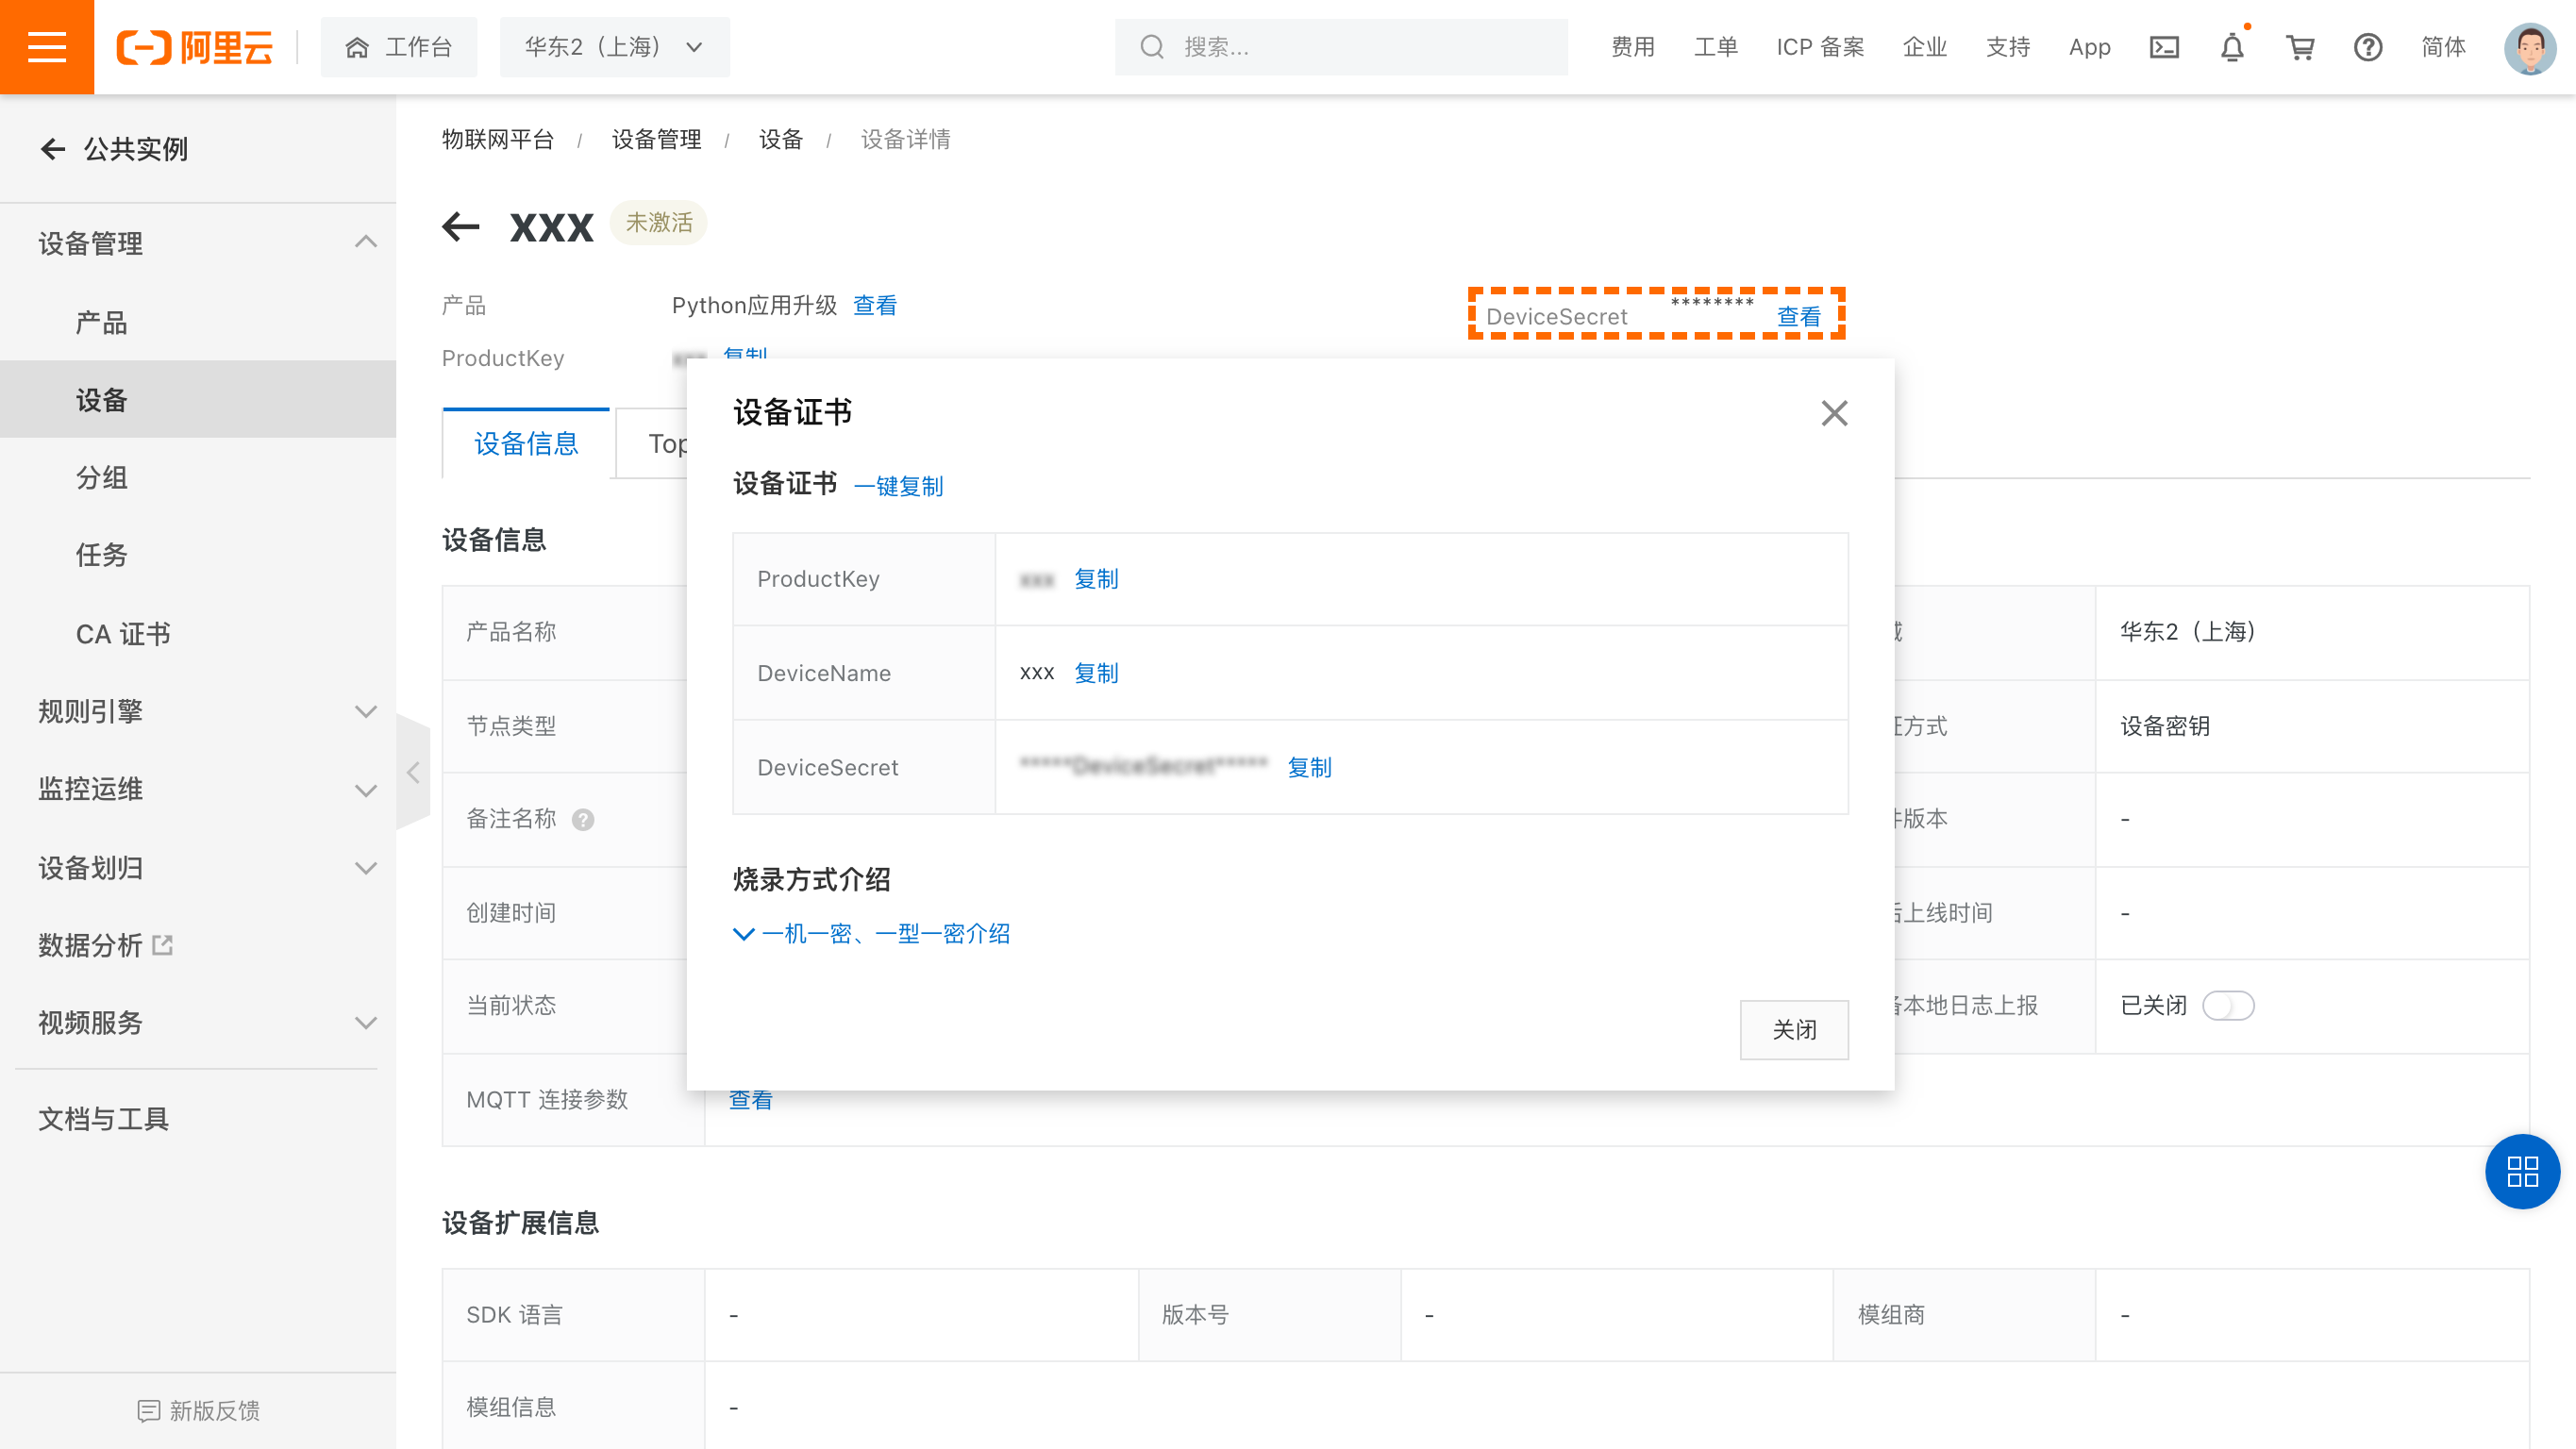 阿里云
工作台
华东2（上海）
搜索...
费用
工单
ICP 备案
企业
支持
App
简体
公共实例
设备管理
产品
设备
分组
任务
CA 证书
规则引擎
监控运维
设备划归
数据分析
视频服务
文档与工具
新版反馈
物联网平台 / 设备管理 / 设备 / 设备详情
xxx 未激活
产品 Python应用升级 查看
DeviceSecret ******** 查看
ProductKey xxx 复制
设备信息
Top
设备证书
设备证书 一键复制
ProductKey xxx 复制
DeviceName xxx 复制
DeviceSecret *****DeviceSecret***** 复制
烧录方式介绍
一机一密、一型一密介绍
关闭
设备信息
产品名称
华东2（上海）
节点类型
方式 设备密钥
备注名称 ?
版本 -
创建时间
上线时间 -
当前状态
本地日志上报 已关闭
MQTT 连接参数 查看
设备扩展信息
SDK 语言 - 版本号 - 模组商 -
模组信息 -